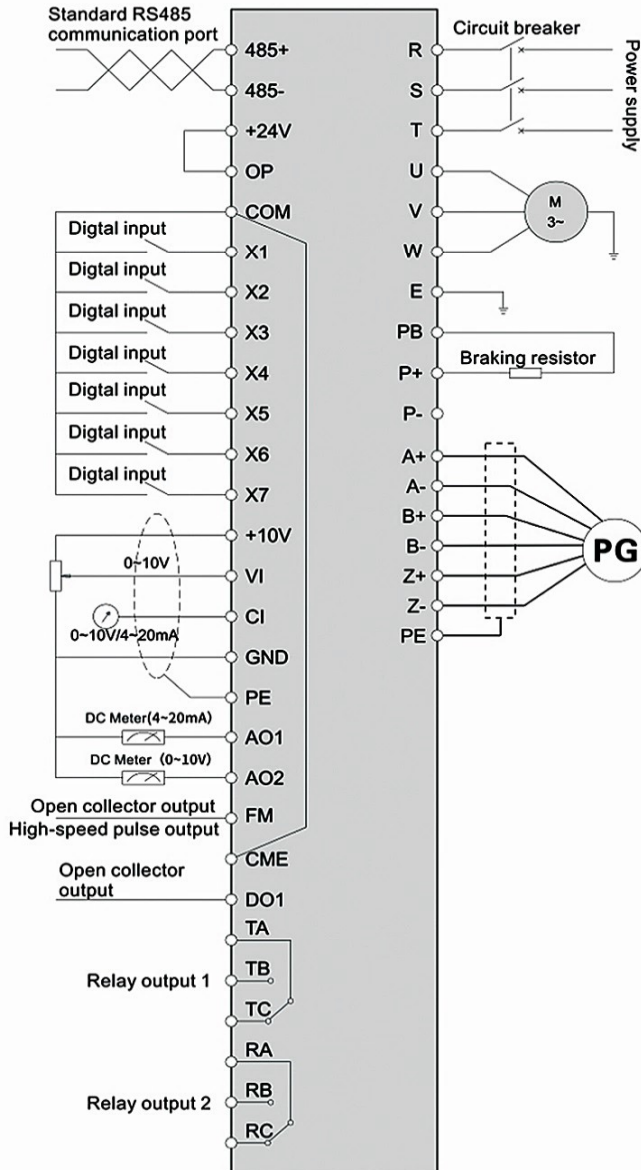 Standard RS485
communication port
485+
485-
+24V
OP
COM
Digtal input
X1
Digtal input
X2
Digtal input
X3
Digtal input
X4
Digtal input
X5
Digtal input
X6
Digtal input
X7
+10V
0~10V
VI
CI
0~10V/4~20mA
GND
PE
DC Meter(4~20mA)
AO1
DC Meter (0~10V)
AO2
Open collector output
High-speed pulse output
FM
CME
Open collector
output
DO1
TA
TB
Relay output 1
TC
RA
RB
Relay output 2
RC
Circuit breaker
Power supply
R
S
T
U
V
W
M
3~
E
PB
Braking resistor
P+
P-
A+
A-
B+
B-
Z+
Z-
PE
PG